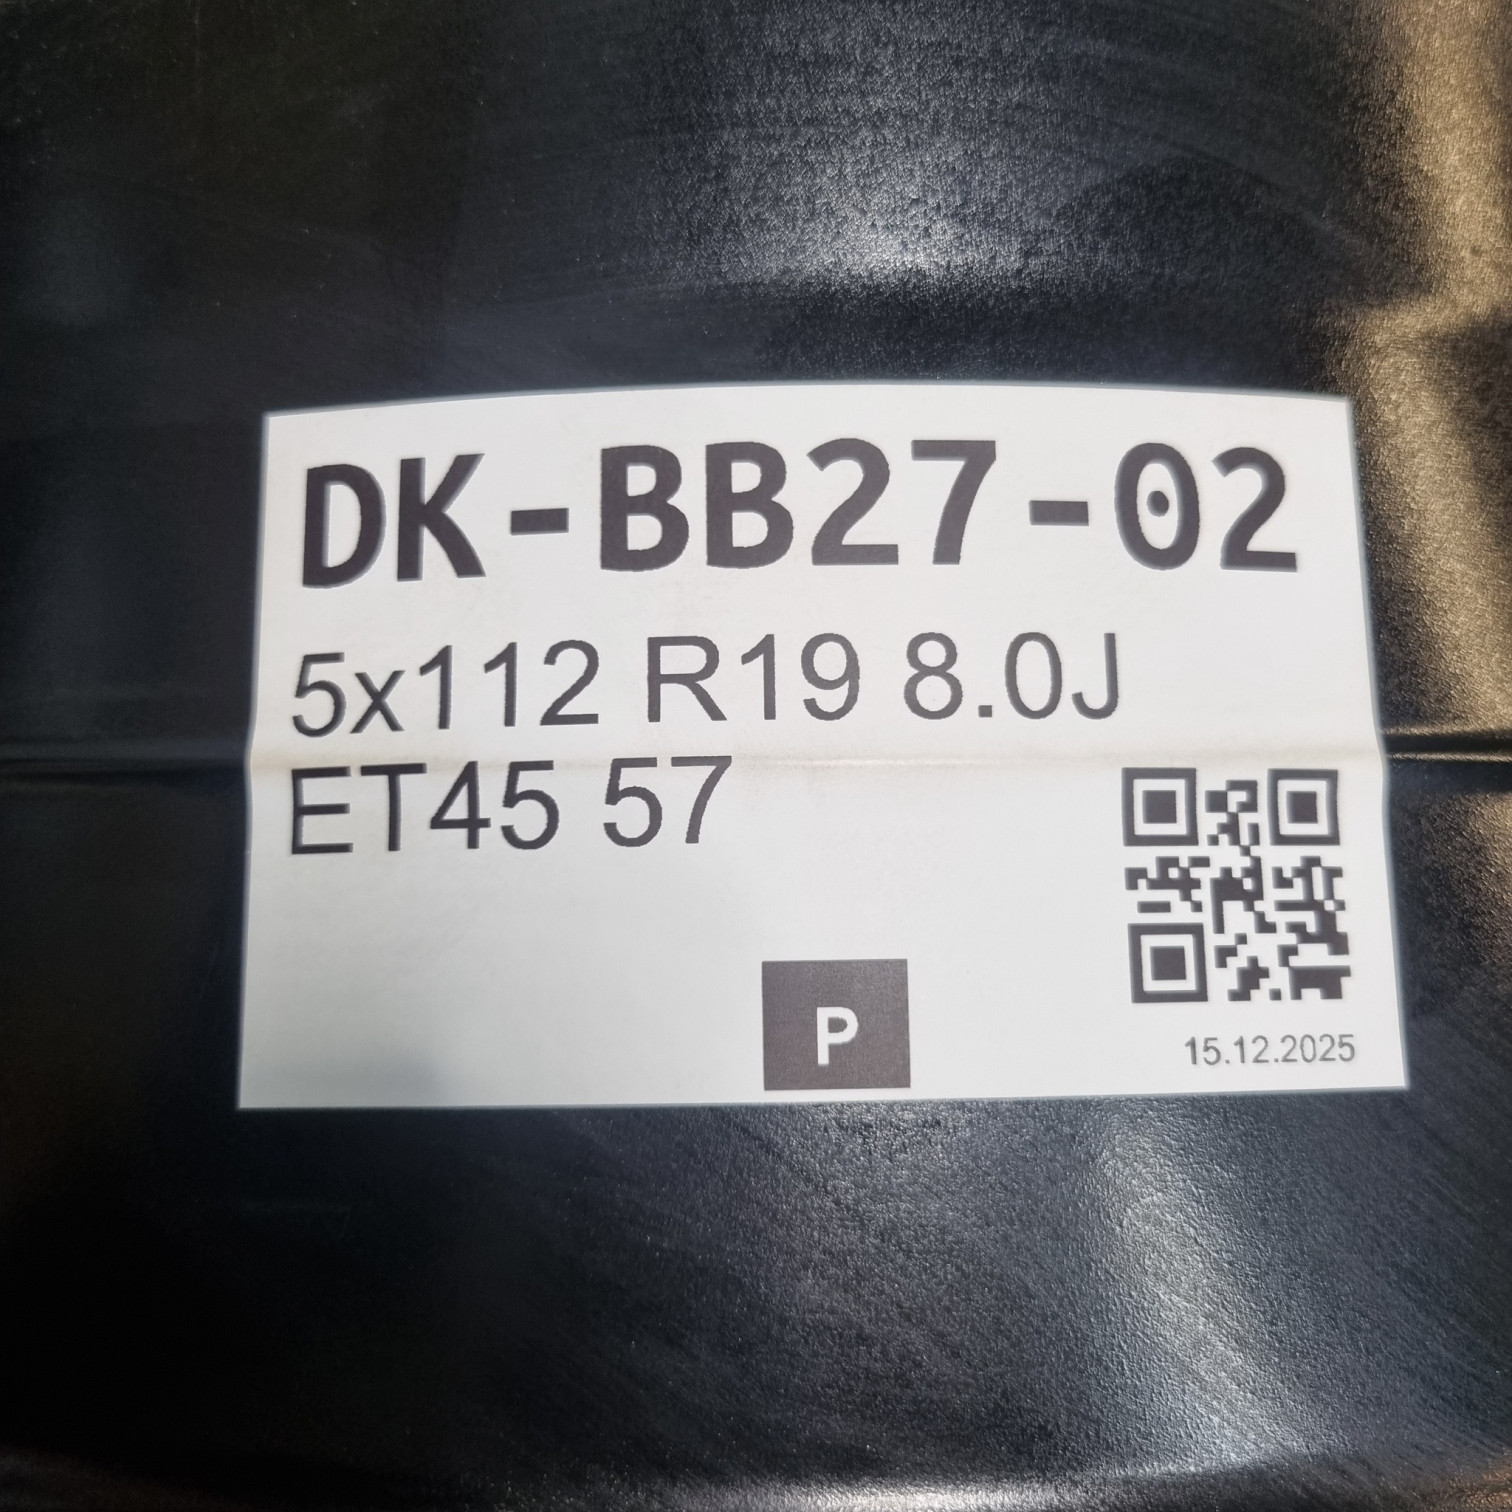 DK-BB27-02
5x112 R19 8.0J
ET45 57
P
15.12.2025